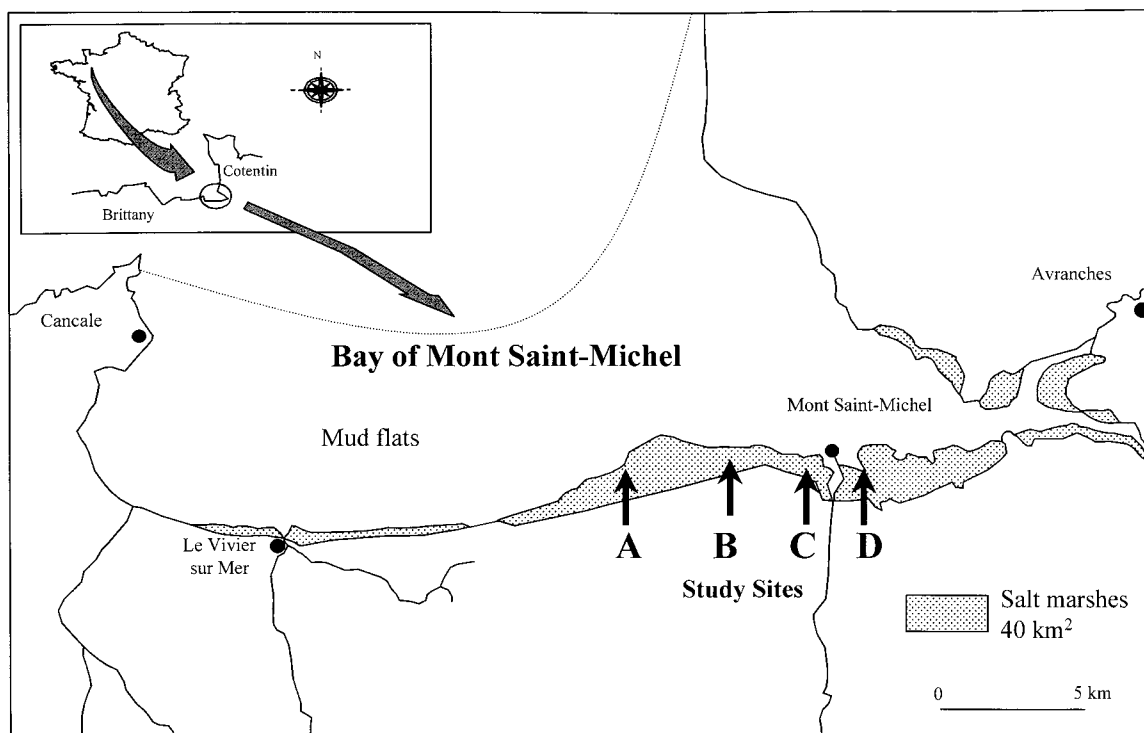 N
Cotentin
Brittany
Avranches
Cancale
Bay of Mont Saint-Michel
Mont Saint-Michel
Mud flats
A
B
C
D
Le Vivier
sur Mer
Study Sites
Salt marshes
40 km²
0
5 km